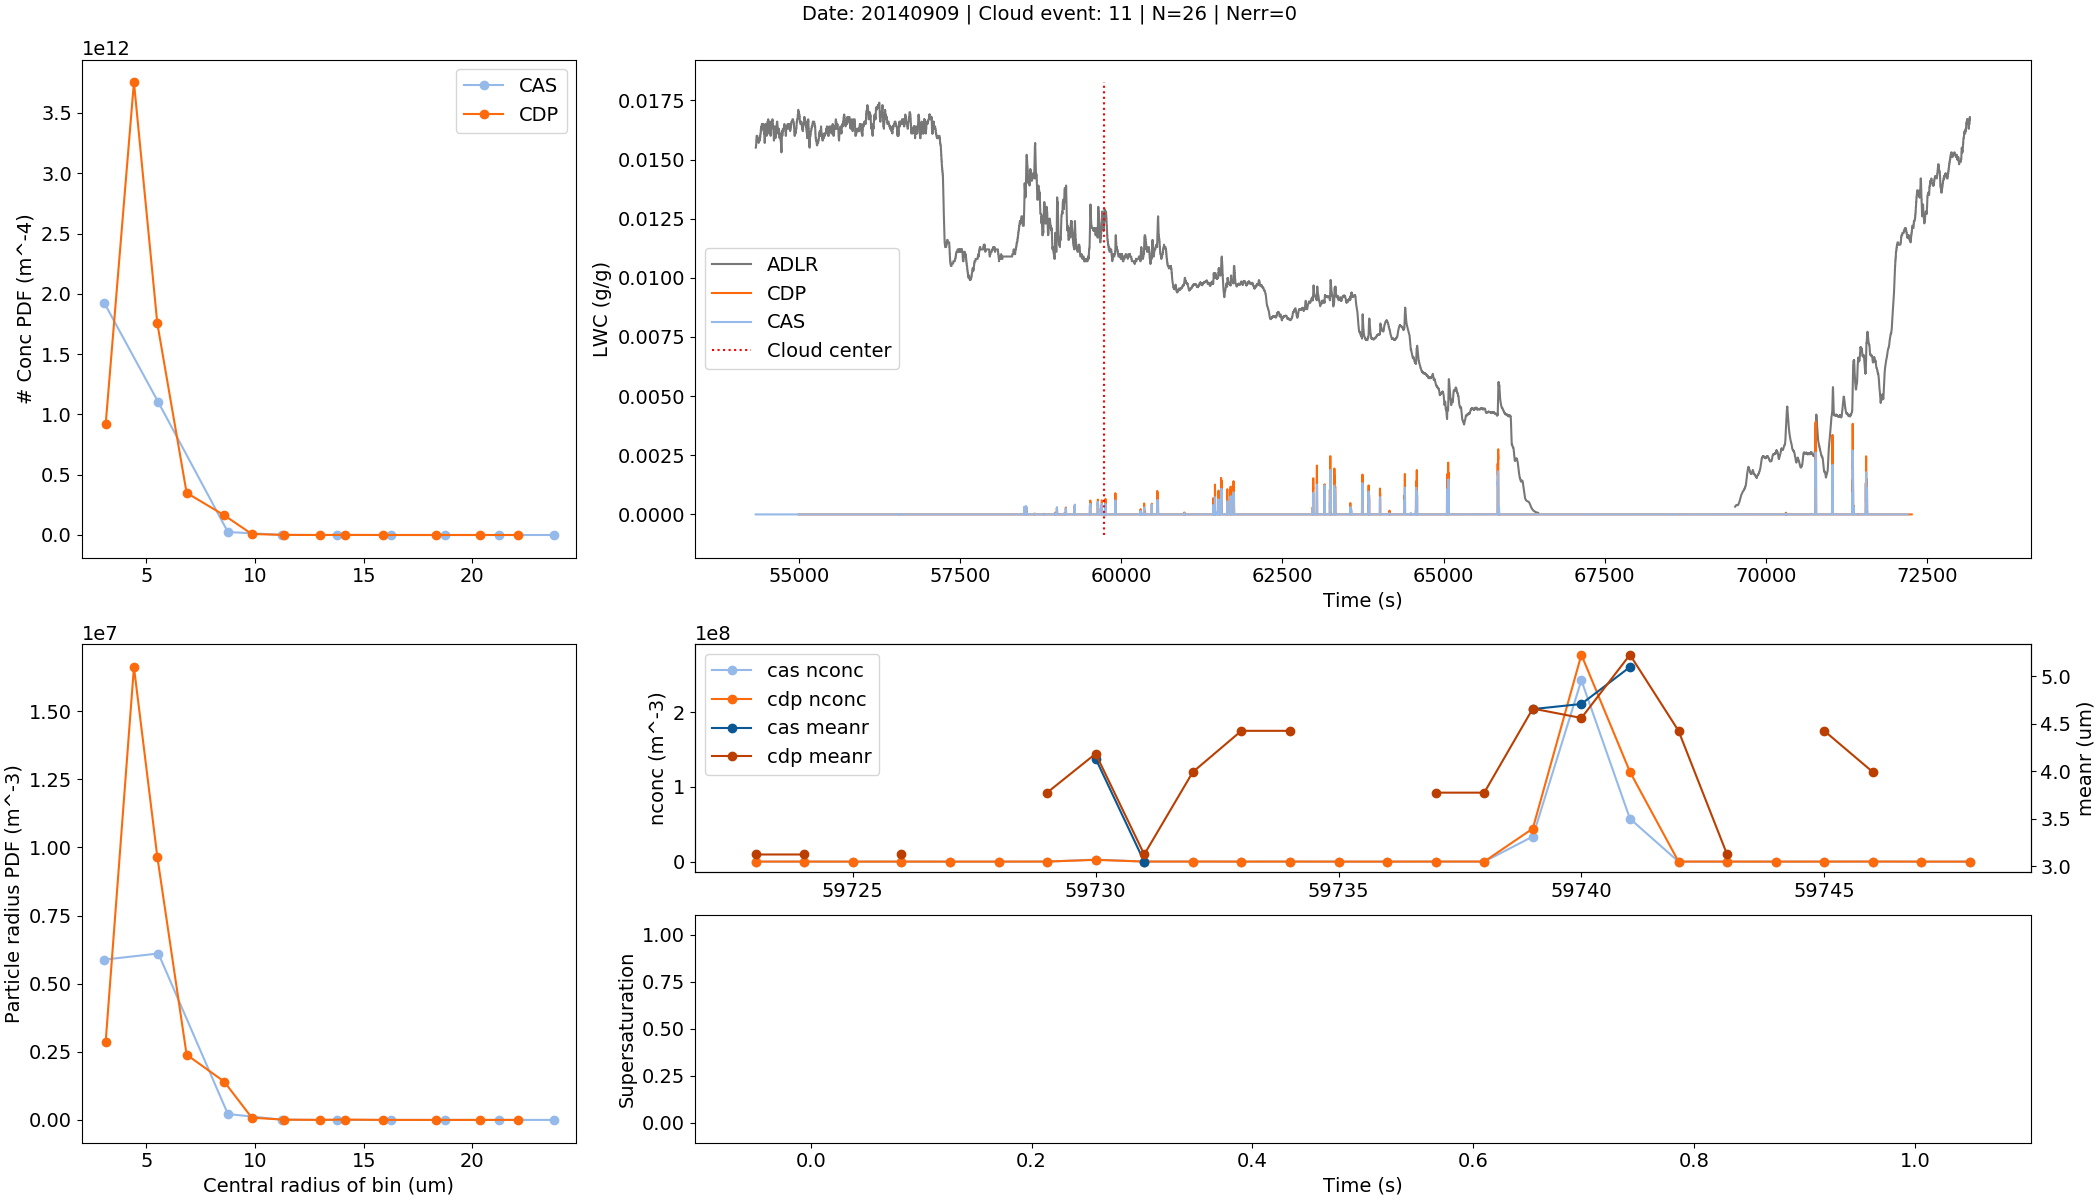 Date: 20140909 | Cloud event: 11 | N=26 | Nerr=0
1e12
# Conc PDF (m^-4)
3.5
3.0
2.5
2.0
1.5
1.0
0.5
0.0
CAS
CDP
5 10 15 20
LWC (g/g)
0.0175
0.0150
0.0125
0.0100
0.0075
0.0050
0.0025
0.0000
ADLR
CDP
CAS
Cloud center
55000 57500 60000 62500 65000 67500 70000 72500
Time (s)
1e7
Particle radius PDF (m^-3)
1.50
1.25
1.00
0.75
0.50
0.25
0.00
5 10 15 20
Central radius of bin (um)
1e8
nconc (m^-3)
2
1
0
cas nconc
cdp nconc
cas meanr
cdp meanr
5.0
4.5
4.0
3.5
3.0
meanr (um)
59725 59730 59735 59740 59745
Supersaturation
1.00
0.75
0.50
0.25
0.00
0.0 0.2 0.4 0.6 0.8 1.0
Time (s)